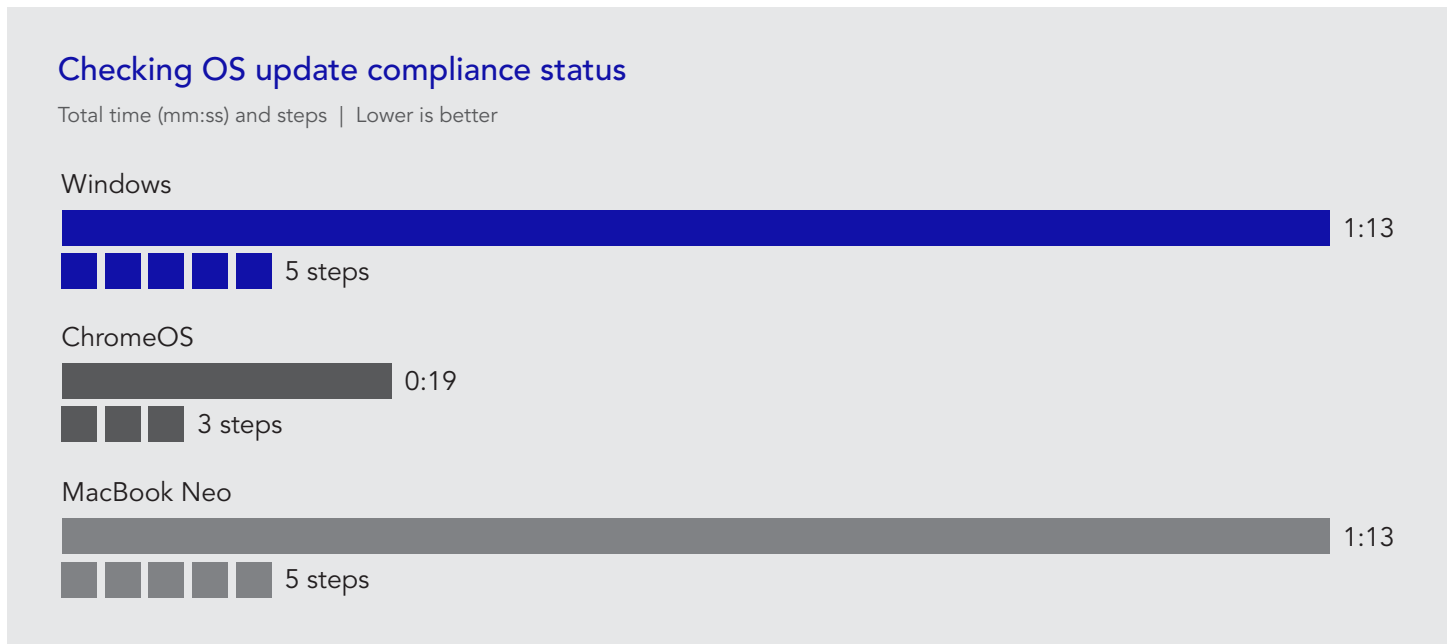 Checking OS update compliance status
Total time (mm:ss) and steps | Lower is better
Windows
1:13
5 steps
ChromeOS
0:19
3 steps
MacBook Neo
1:13
5 steps